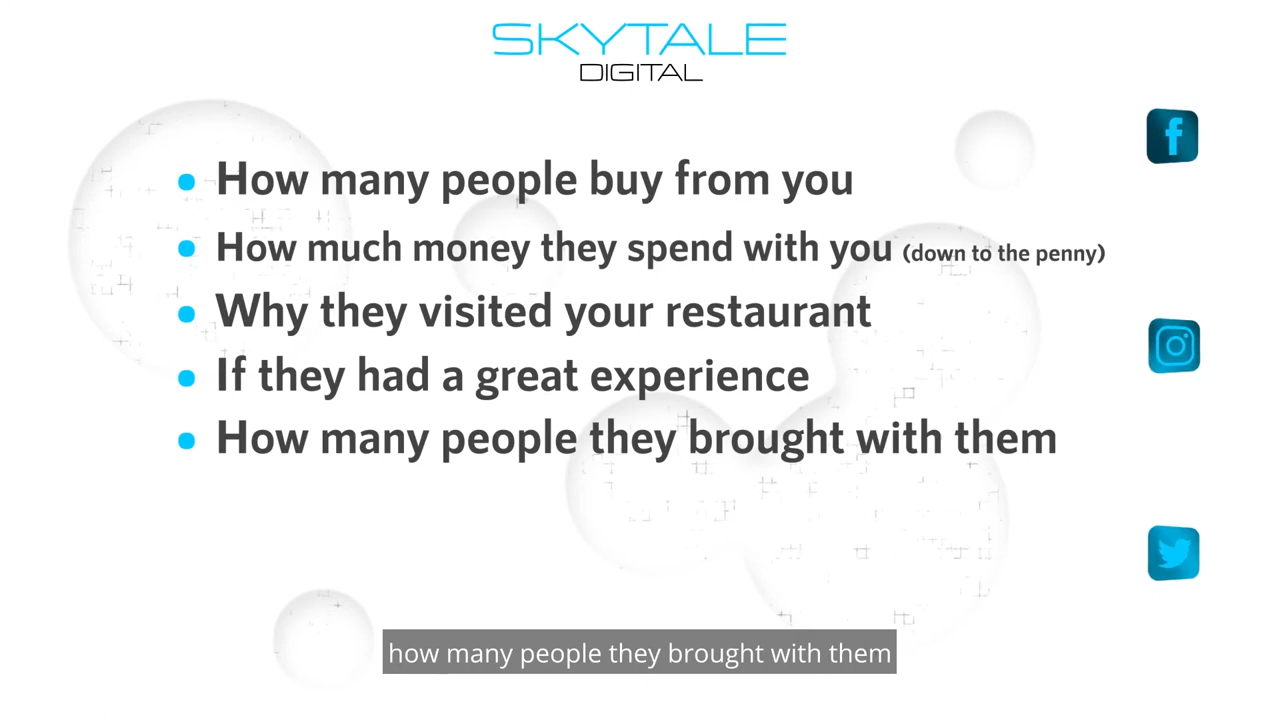 SKYTALE
DIGITAL
How many people buy from you
How much money they spend with you (down to the penny)
Why they visited your restaurant
If they had a great experience
How many people they brought with them
how many people they brought with them